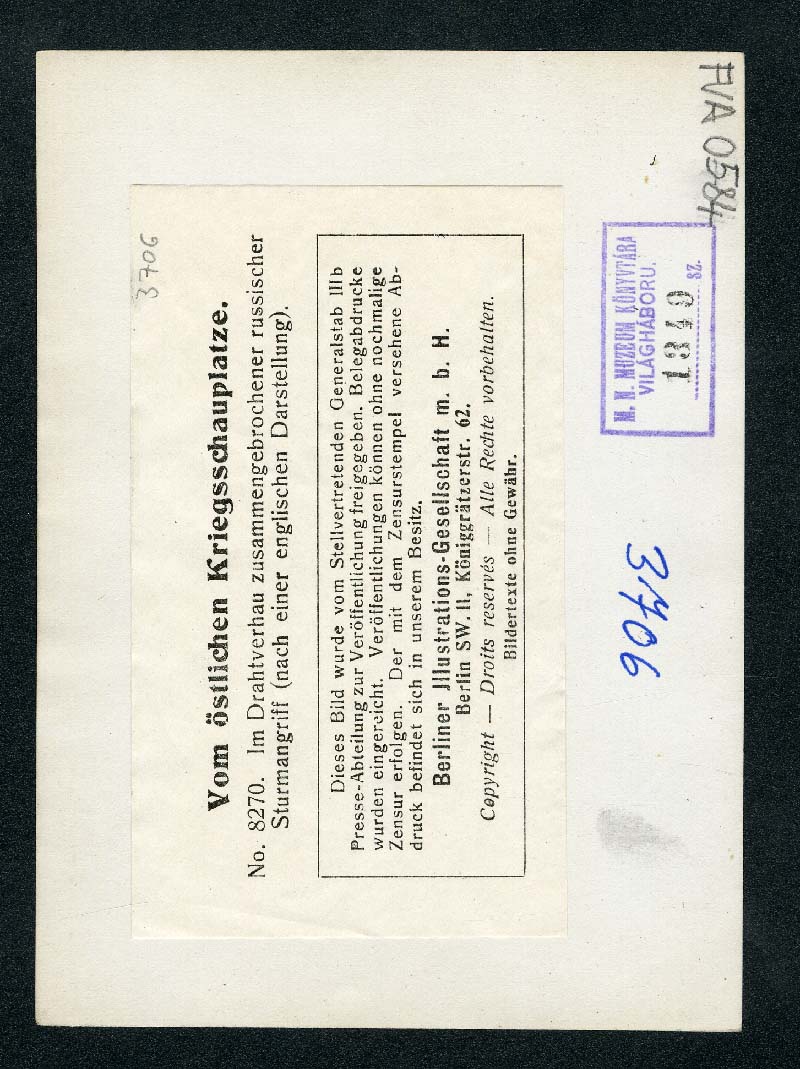 FVA 0584
3706
Vom östlichen Kriegsschauplatze.
No. 8270. Im Drahtverhau zusammengebrochener russischer
Sturmangriff (nach einer englischen Darstellung).
Dieses Bild wurde vom Stellvertretenden Generalstab IIIb
Presse-Abteilung zur Veröffentlichung freigegeben. Belegabdrucke
wurden eingereicht. Veröffentlichungen können ohne nochmalige
Zensur erfolgen. Der mit dem Zensurstempel versehene Ab-
druck befindet sich in unserem Besitz.
Berliner Jllustrations-Gesellschaft m. b. H.
Berlin SW. 11, Königgrätzerstr. 62.
Copyright — Droits reservés — Alle Rechte vorbehalten.
Bildertexte ohne Gewähr.
M. N. MUZEUM KÖNYVTÁRA
VILÁGHÁBORU.
1340 SZ.
3706